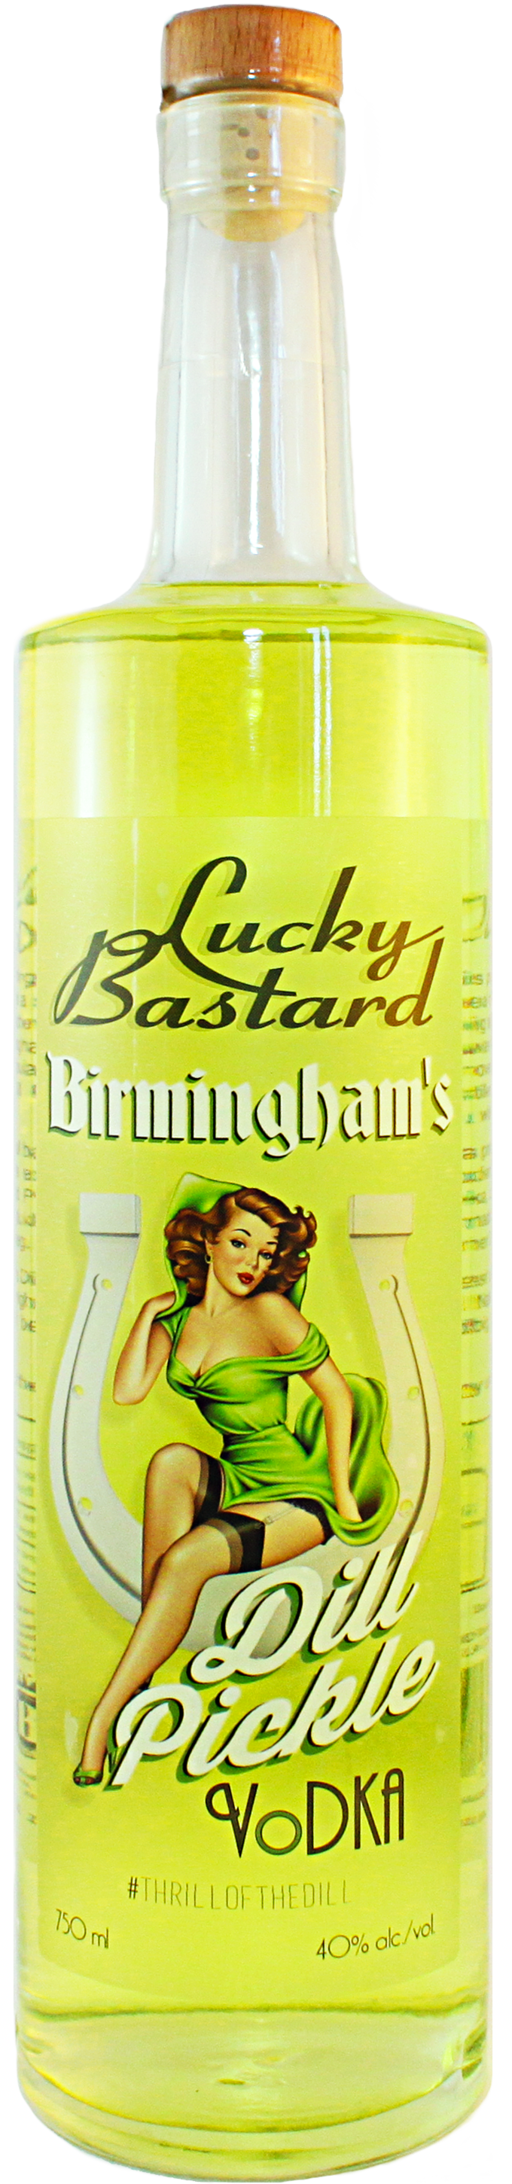 Lucky
Bastard
Birmingham's
Dill
Pickle
VoDKA
#THRILLOFTHEDILL
750 ml
40% alc./vol.